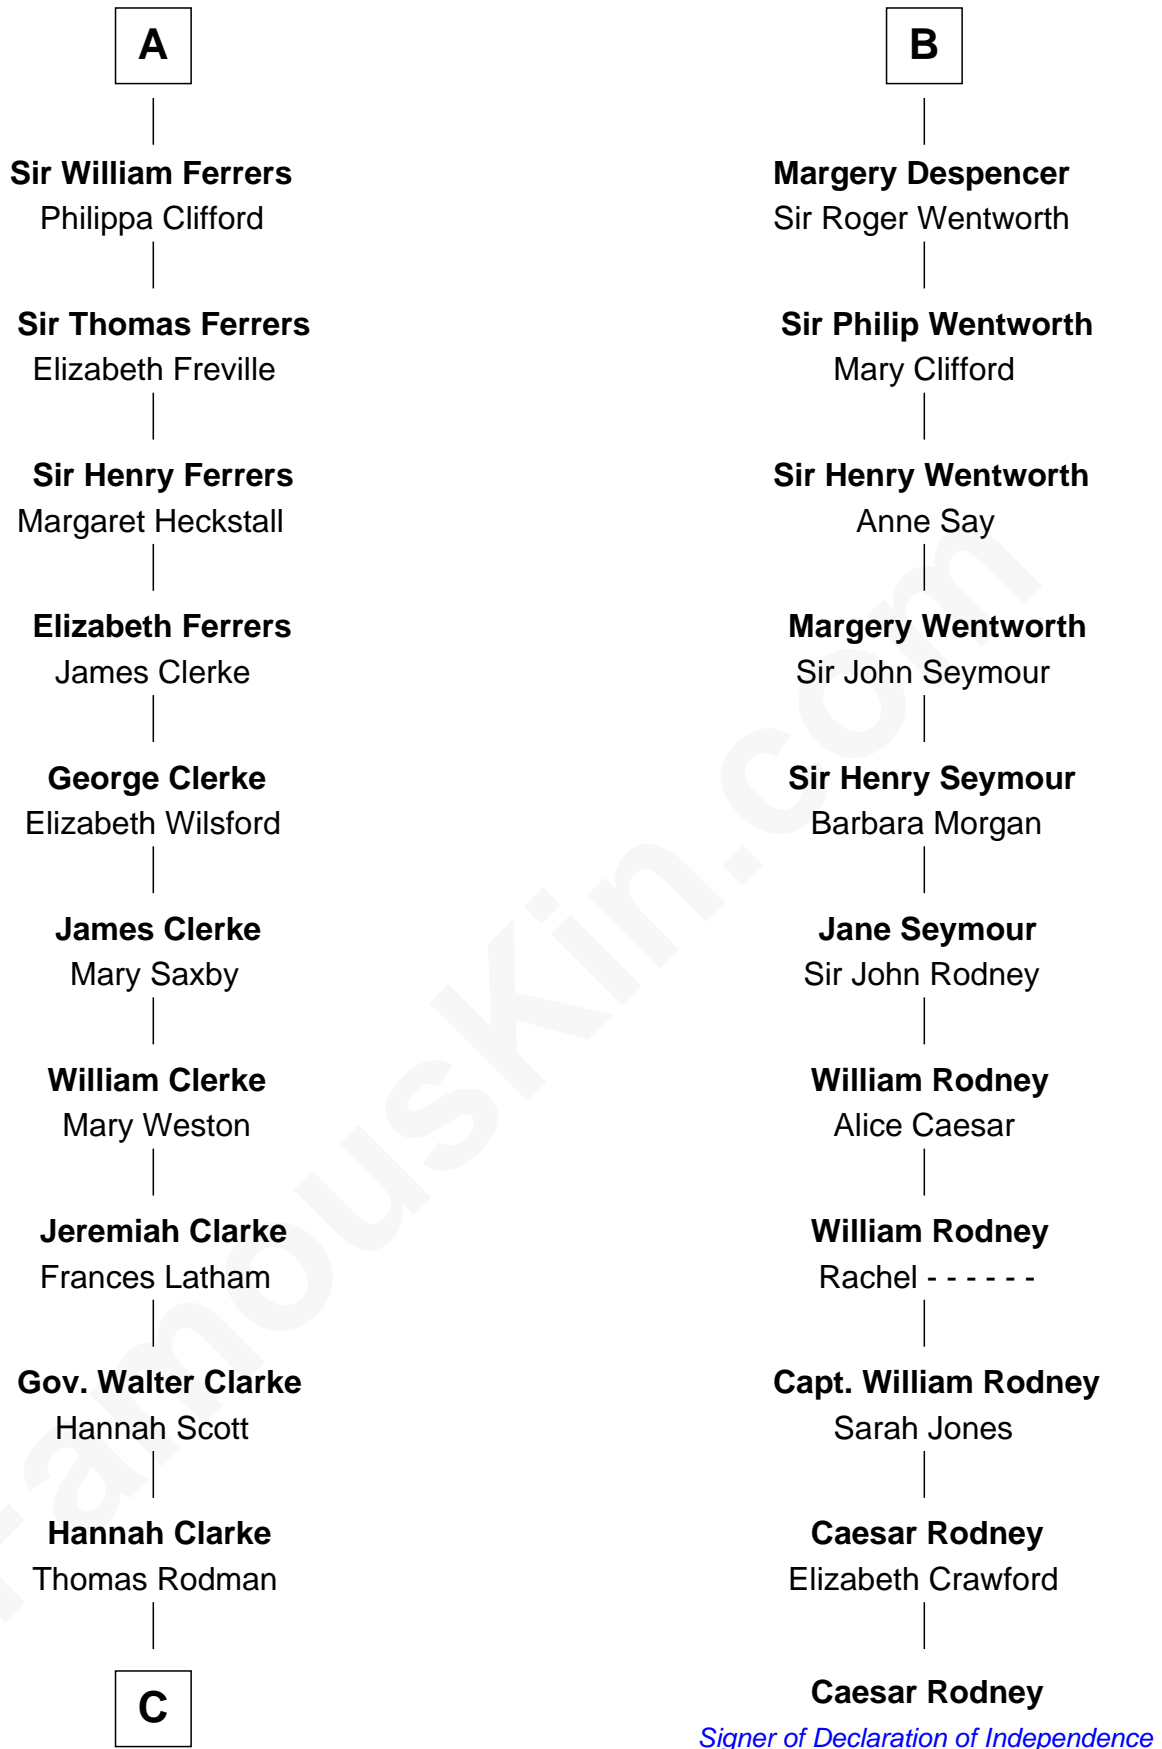 A
Sir William Ferrers
Philippa Clifford
Sir Thomas Ferrers
Elizabeth Freville
Sir Henry Ferrers
Margaret Heckstall
Elizabeth Ferrers
James Clerke
George Clerke
Elizabeth Wilsford
James Clerke
Mary Saxby
William Clerke
Mary Weston
Jeremiah Clarke
Frances Latham
Gov. Walter Clarke
Hannah Scott
Hannah Clarke
Thomas Rodman
C
B
Margery Despencer
Sir Roger Wentworth
Sir Philip Wentworth
Mary Clifford
Sir Henry Wentworth
Anne Say
Margery Wentworth
Sir John Seymour
Sir Henry Seymour
Barbara Morgan
Jane Seymour
Sir John Rodney
William Rodney
Alice Caesar
William Rodney
Rachel - - - - - -
Capt. William Rodney
Sarah Jones
Caesar Rodney
Elizabeth Crawford
Caesar Rodney
Signer of Declaration of Independence
FamousKin.com